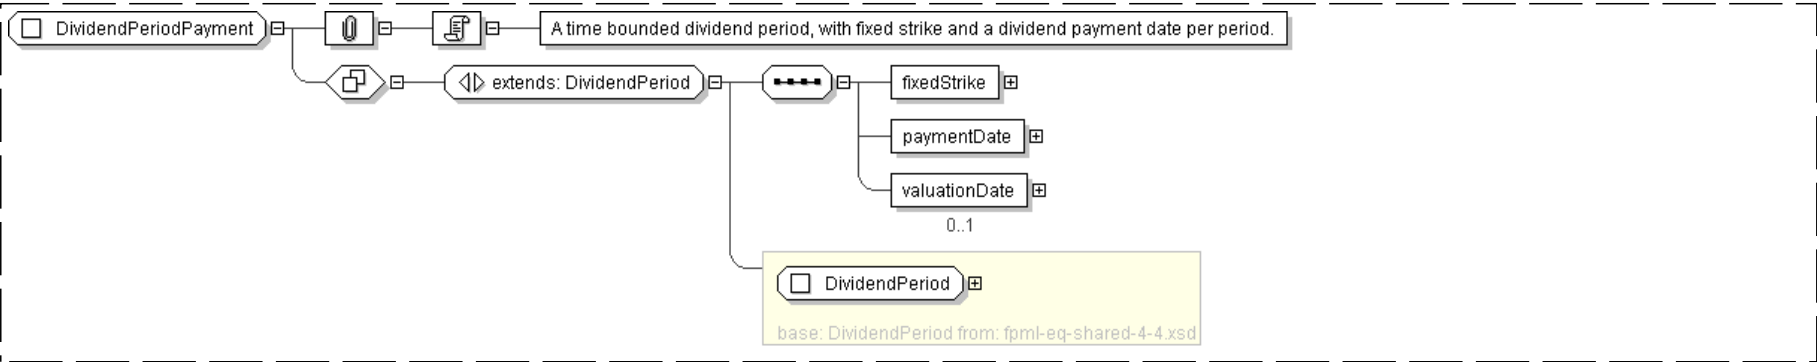 DividendPeriodPayment
A time bounded dividend period, with fixed strike and a dividend payment date per period.
extends: DividendPeriod
fixedStrike
paymentDate
valuationDate
0..1
DividendPeriod
base: DividendPeriod from: fpml-eq-shared-4-4.xsd